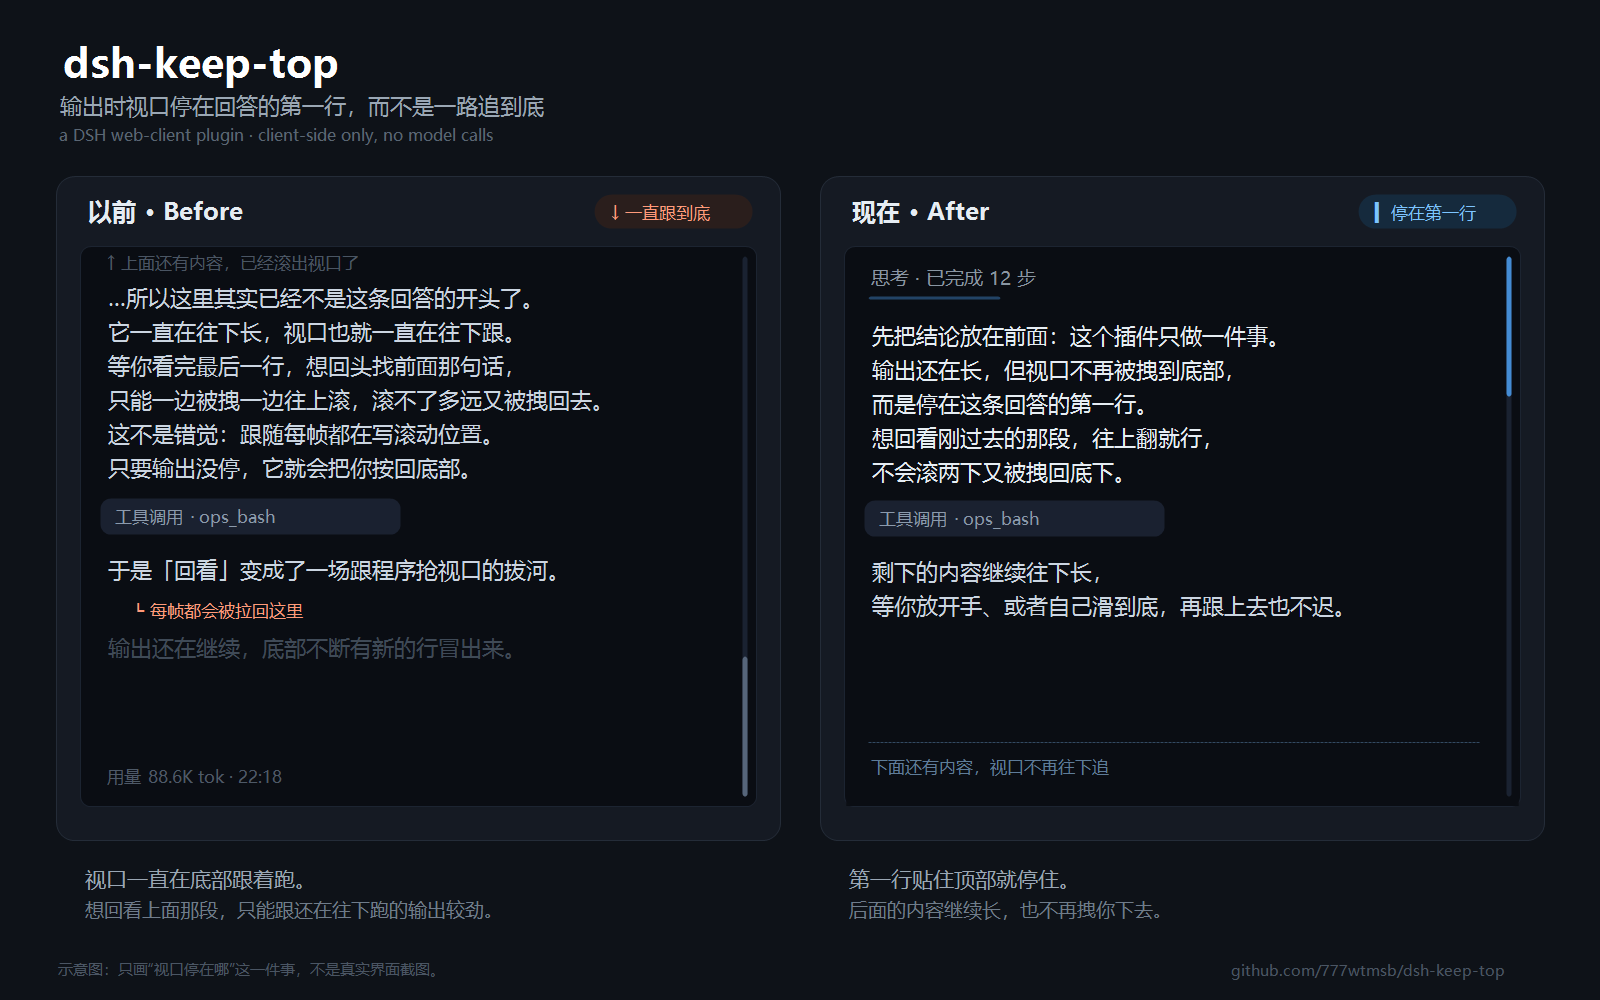 dsh-keep-top
输出时视口停在回答的第一行，而不是一路追到底
a DSH web-client plugin · client-side only, no model calls
以前 · Before
↓ 一直跟到底
↑ 上面还有内容，已经滚出视口了
…所以这里其实已经不是这条回答的开头了。
它一直在往下长，视口也就一直在往下跟。
等你看完最后一行，想回头找前面那句话，
只能一边被拽一边往上滚，滚不了多远又被拽回去。
这不是错觉：跟随每帧都在写滚动位置。
只要输出没停，它就会把你按回底部。
工具调用 · ops_bash
于是「回看」变成了一场跟程序抢视口的拔河。
└ 每帧都会被拉回这里
输出还在继续，底部不断有新的行冒出来。
用量 88.6K tok · 22:18
视口一直在底部跟着跑。
想回看上面那段，只能跟还在往下跑的输出较劲。
现在 · After
停在第一行
思考 · 已完成 12 步
先把结论放在前面：这个插件只做一件事。
输出还在长，但视口不再被拽到底部，
而是停在这条回答的第一行。
想回看刚过去的那段，往上翻就行，
不会滚两下又被拽回底下。
工具调用 · ops_bash
剩下的内容继续往下长，
等你放开手、或者自己滑到底，再跟上去也不迟。
下面还有内容，视口不再往下追
第一行贴住顶部就停住。
后面的内容继续长，也不再拽你下去。
示意图：只画“视口停在哪”这一件事，不是真实界面截图。
github.com/777wtmsb/dsh-keep-top